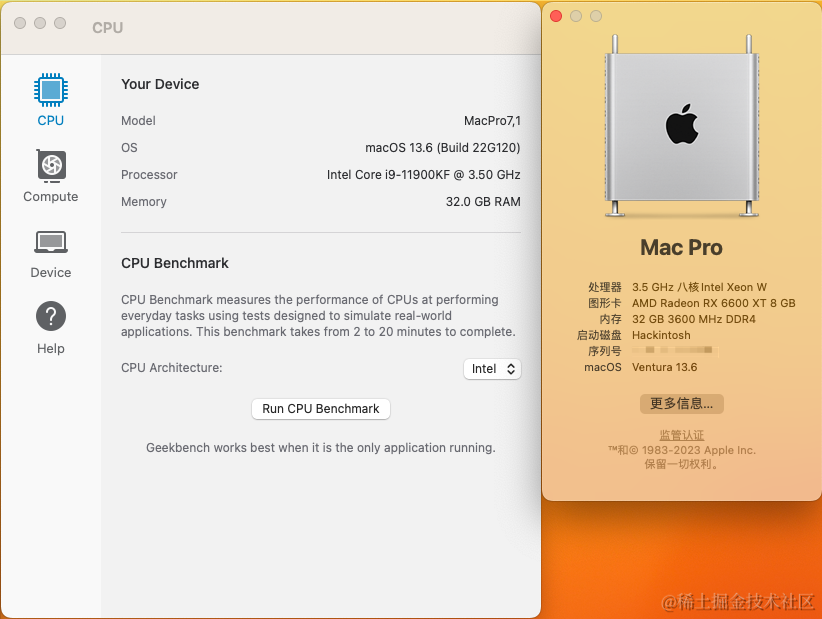 CPU
CPU
Compute
Device
Help
Your Device
Model MacPro7,1
OS macOS 13.6 (Build 22G120)
Processor Intel Core i9-11900KF @ 3.50 GHz
Memory 32.0 GB RAM
CPU Benchmark
CPU Benchmark measures the performance of CPUs at performing
everyday tasks using tests designed to simulate real-world
applications. This benchmark takes from 2 to 20 minutes to complete.
CPU Architecture: Intel
Run CPU Benchmark
Geekbench works best when it is the only application running.
Mac Pro
处理器 3.5 GHz 八核Intel Xeon W
图形卡 AMD Radeon RX 6600 XT 8 GB
内存 32 GB 3600 MHz DDR4
启动磁盘 Hackintosh
序列号
macOS Ventura 13.6
更多信息...
监管认证
™和© 1983-2023 Apple Inc.
保留一切权利。
@稀土掘金技术社区